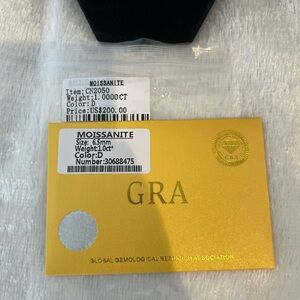 MOISSANITE
Item:CN2050
Weight:1.0000CT
Color:D
Price:US$200.00
MOISSANITE
Size: 6.5mm
Weight:1.0ct*
Color:D
Number:30688475
GRA
GRA
GLOBAL GEMOLOGICAL RESEARCH ASSOCIATION